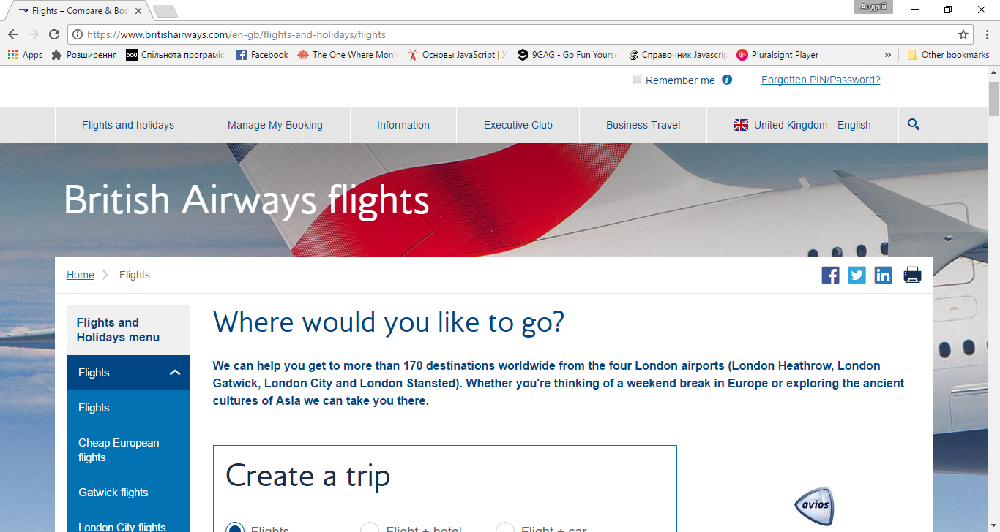 Flights – Compare & Boo
Андрій
https://www.britishairways.com/en-gb/flights-and-holidays/flights
Apps Розширення DOU Спільнота програміст Facebook The One Where Moni Основы JavaScript | У 9GAG - Go Fun Yourse Справочник Javascrip Pluralsight Player » Other bookmarks
Remember me i Forgotten PIN/Password?
Flights and holidays Manage My Booking Information Executive Club Business Travel United Kingdom - English
British Airways flights
Home Flights
Flights and
Holidays menu
Flights
Flights
Cheap European
flights
Gatwick flights
London City flights
Where would you like to go?
We can help you get to more than 170 destinations worldwide from the four London airports (London Heathrow, London
Gatwick, London City and London Stansted). Whether you're thinking of a weekend break in Europe or exploring the ancient
cultures of Asia we can take you there.
Create a trip
Flights Flight + hotel Flight + car
avios